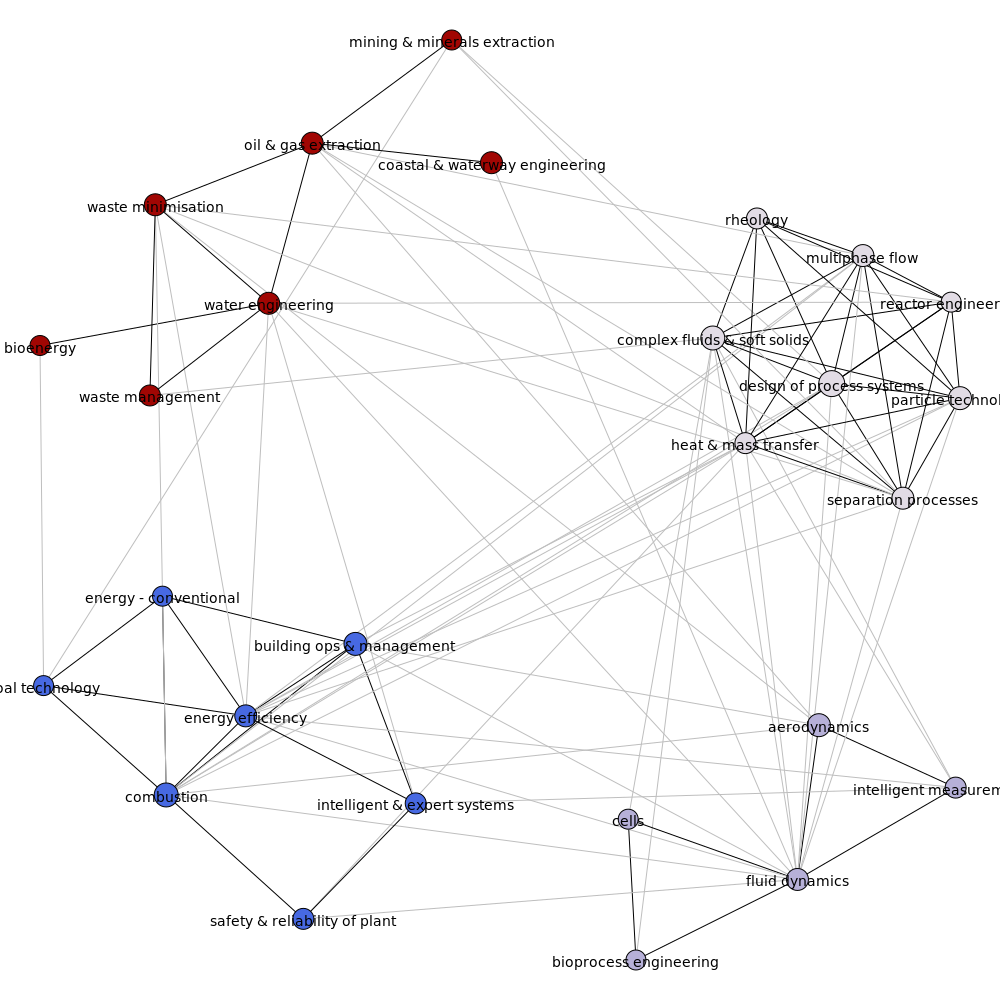 mining & minerals extraction
oil & gas extraction
coastal & waterway engineering
waste minimisation
rheology
multiphase flow
water engineering
reactor engineer
bioenergy
complex fluids & soft solids
design of process systems
waste management
particle technol
heat & mass transfer
separation processes
energy - conventional
building ops & management
oal technology
energy efficiency
aerodynamics
combustion
intelligent & expert systems
intelligent measurem
cells
fluid dynamics
safety & reliability of plant
bioprocess engineering